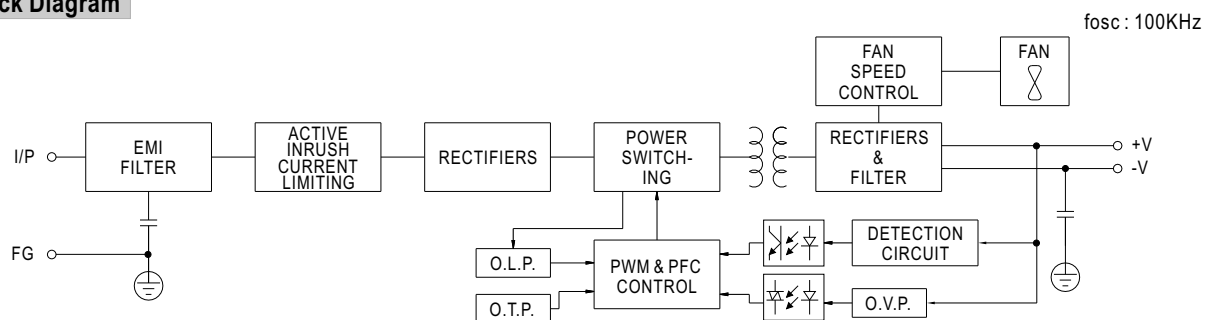 ck Diagram
fosc : 100KHz
FAN
SPEED
CONTROL
FAN
I/P
EMI
FILTER
ACTIVE
INRUSH
CURRENT
LIMITING
RECTIFIERS
POWER
SWITCH-
ING
RECTIFIERS
&
FILTER
+V
-V
FG
O.L.P.
PWM & PFC
CONTROL
DETECTION
CIRCUIT
O.T.P.
O.V.P.